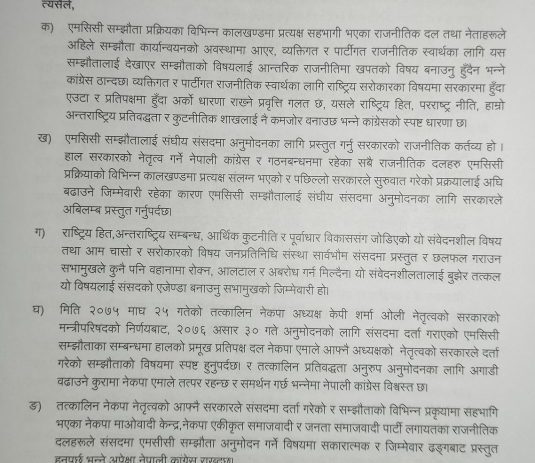 त्यसैले,
क) एमसिसी सम्झौता प्रक्रियका विभिन्न कालखण्डमा प्रत्यक्ष सहभागी भएका राजनीतिक दल तथा नेताहरूले
अहिले सम्झौता कार्यान्वयनको अवस्थामा आएर, व्यक्तिगत र पार्टीगत राजनीतिक स्वार्थका लागि यस
सम्झौतालाई देखाएर सम्झौताको विषयलाई आन्तरिक राजनीतिमा खपतको विषय बनाउनु हुँदैन भन्ने
कांग्रेस ठान्दछ। व्यक्तिगत र पार्टीगत राजनीतिक स्वार्थका लागि राष्ट्रिय सरोकारका विषयमा सरकारमा हुँदा
एउटा र प्रतिपक्षमा हुँदा अर्को धारणा राख्ने प्रवृत्ति गलत छ, यसले राष्ट्रिय हित, परराष्ट्र नीति, हाम्रो
अन्तराष्ट्रिय प्रतिवद्धता र कुटनीतिक शाखलाई नै कमजोर वनाउछ भन्ने कांग्रेसको स्पष्ट धारणा छ।
ख) एमसिसी सम्झौतालाई संघीय संसदमा अनुमोदनका लागि प्रस्तुत गर्नु सरकारको राजनीतिक कर्तव्य हो ।
हाल सरकारको नेतृत्व गर्ने नेपाली कांग्रेस र गठनबन्धनमा रहेका सबै राजनीतिक दलहरु एमसिसी
प्रक्रियाको विभिन्न कालखण्डमा प्रत्यक्ष संलग्न भएको र पछिल्लो सरकारले सुरुवात गरेको प्रक्रयालाई अघि
बढाउने जिम्मेवारी रहेका कारण एमसिसी सम्झौतालाई संघीय संसदमा अनुमोदनका लागि सरकारले
अबिलम्ब प्रस्तुत गर्नुपर्दछ।
ग) राष्ट्रिय हित,अन्तराष्ट्रिय सम्बन्ध, आर्थिक कुटनीति र पूर्वाधार विकाससंग जोडिएको यो संवेदनशील विषय
तथा आम चासो र सरोकारको विषय जनप्रतिनिधि संस्था सार्वभौम संसदमा प्रस्तुत र छलफल गराउन
सभामुखले कुनै पनि वहानामा रोक्न, आलटाल र अबरोध गर्न मिल्दैन। यो संवेदनशीलताई बुझेर तत्कल
यो विषयलाई संसदको एजेण्डा बनाउनु सभामुखको जिम्मेवारी हो।
घ) मिति २०७५ माघ २५ गतेको तत्कालिन नेकपा अध्यक्ष केपी शर्मा ओली नेतृत्वको सरकारको
मन्त्रीपरिषदको निर्णयबाट, २०७६ असार ३० गते अनुमोदनको लागि संसदमा दर्ता गराएको एमसिसी
सम्झौताका सम्बन्धमा हालको प्रमूख प्रतिपक्ष दल नेकपा एमाले आफ्नै अध्यक्षको नेतृत्वको सरकारले दर्ता
गरेको सम्झौताको विषयमा स्पष्ट हुनुपर्दछ। र तत्कालिन प्रतिवद्धता अनुरुप अनुमोदनका लागि अगाडी
वढाउने कुरामा नेकपा एमाले तत्पर रहन्छ र समर्थन गर्छ भन्नेमा नेपाली कांग्रेस विश्वस्त छ।
ङ) तत्कालिन नेकपा नेतृत्वको आफ्नै सरकारले संसदमा दर्ता गरेको र सम्झौताको विभिन्न प्रकृयामा सहभागि
भएका नेकपा माओवादी केन्द्र,नेकपा एकीकृत समाजवादी र जनता समाजवादी पार्टी लगायतका राजनीतिक
दलहरूले संसदमा एमसीसी सम्झौता अनुमोदन गर्ने विषयमा सकारात्मक र जिम्मेवार ढङ्गबाट प्रस्तुत
हुनुपर्छ भन्ने अपेक्षा नेपाली कांग्रेस राख्दछ।